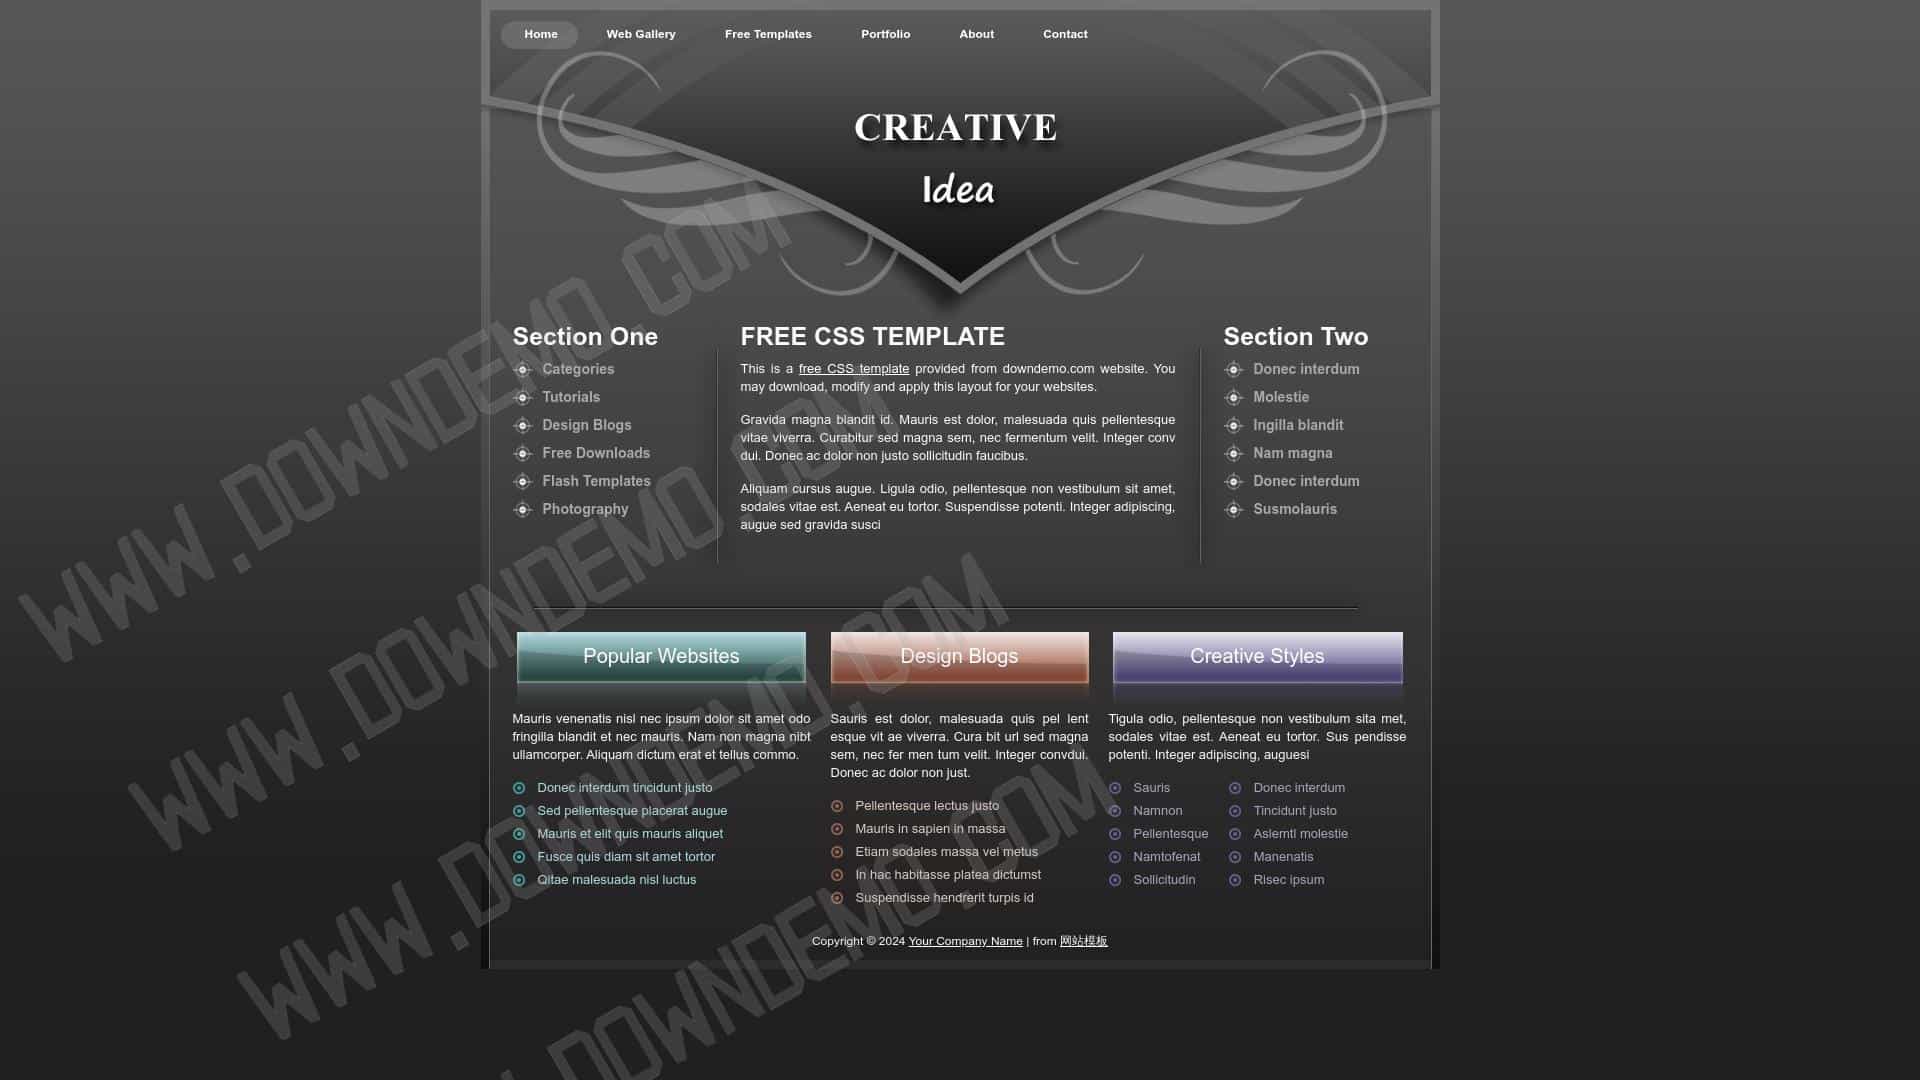 Home Web Gallery Free Templates Portfolio About Contact
CREATIVE
Idea
Section One
Categories
Tutorials
Design Blogs
Free Downloads
Flash Templates
Photography
FREE CSS TEMPLATE
This is a free CSS template provided from downdemo.com website. You
may download, modify and apply this layout for your websites.
Gravida magna blandit id. Mauris est dolor, malesuada quis pellentesque
vitae viverra. Curabitur sed magna sem, nec fermentum velit. Integer conv
dui. Donec ac dolor non justo sollicitudin faucibus.
Aliquam cursus augue. Ligula odio, pellentesque non vestibulum sit amet,
sodales vitae est. Aeneat eu tortor. Suspendisse potenti. Integer adipiscing,
augue sed gravida susci
Section Two
Donec interdum
Molestie
Ingilla blandit
Nam magna
Donec interdum
Susmolauris
Popular Websites
Mauris venenatis nisl nec ipsum dolor sit amet odo
fringilla blandit et nec mauris. Nam non magna nibt
ullamcorper. Aliquam dictum erat et tellus commo.
Donec interdum tincidunt justo
Sed pellentesque placerat augue
Mauris et elit quis mauris aliquet
Fusce quis diam sit amet tortor
Qitae malesuada nisl luctus
Design Blogs
Sauris est dolor, malesuada quis pel lent
esque vit ae viverra. Cura bit url sed magna
sem, nec fer men tum velit. Integer convdui.
Donec ac dolor non just.
Pellentesque lectus justo
Mauris in sapien in massa
Etiam sodales massa vel metus
In hac habitasse platea dictumst
Suspendisse hendrerit turpis id
Creative Styles
Tigula odio, pellentesque non vestibulum sita met,
sodales vitae est. Aeneat eu tortor. Sus pendisse
potenti. Integer adipiscing, auguesi
Sauris
Namnon
Pellentesque
Namtofenat
Sollicitudin
Donec interdum
Tincidunt justo
Aslemtl molestie
Manenatis
Risec ipsum
Copyright © 2024 Your Company Name | from 网站模板
WWW.DOWNDEMO.COM
WWW.DOWNDEMO.COM
WWW.DOWNDEMO.COM
DOWNDEMO.COM